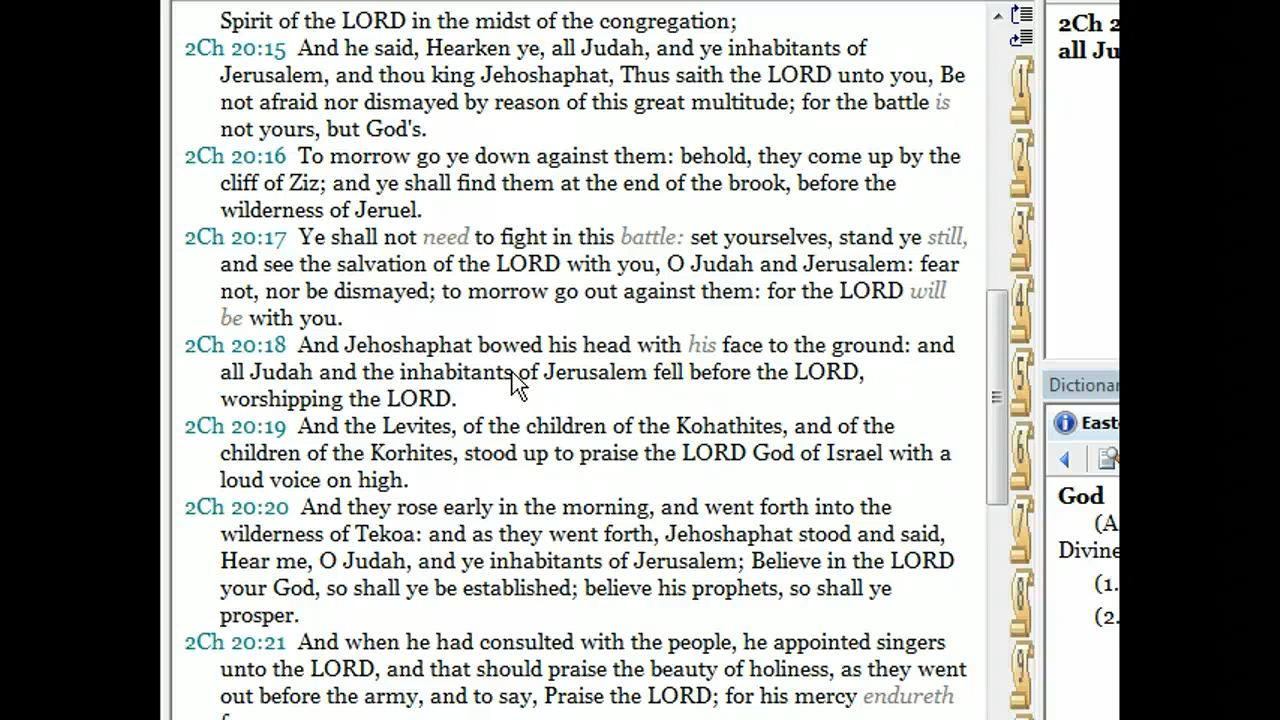 Spirit of the LORD in the midst of the congregation;
2Ch 20:15 And he said, Hearken ye, all Judah, and ye inhabitants of
Jerusalem, and thou king Jehoshaphat, Thus saith the LORD unto you, Be
not afraid nor dismayed by reason of this great multitude; for the battle is
not yours, but God's.
2Ch 20:16 To morrow go ye down against them: behold, they come up by the
cliff of Ziz; and ye shall find them at the end of the brook, before the
wilderness of Jeruel.
2Ch 20:17 Ye shall not need to fight in this battle: set yourselves, stand ye still,
and see the salvation of the LORD with you, O Judah and Jerusalem: fear
not, nor be dismayed; to morrow go out against them: for the LORD will
be with you.
2Ch 20:18 And Jehoshaphat bowed his head with his face to the ground: and
all Judah and the inhabitants of Jerusalem fell before the LORD,
worshipping the LORD.
2Ch 20:19 And the Levites, of the children of the Kohathites, and of the
children of the Korhites, stood up to praise the LORD God of Israel with a
loud voice on high.
2Ch 20:20 And they rose early in the morning, and went forth into the
wilderness of Tekoa: and as they went forth, Jehoshaphat stood and said,
Hear me, O Judah, and ye inhabitants of Jerusalem; Believe in the LORD
your God, so shall ye be established; believe his prophets, so shall ye
prosper.
2Ch 20:21 And when he had consulted with the people, he appointed singers
unto the LORD, and that should praise the beauty of holiness, as they went
out before the army, and to say, Praise the LORD; for his mercy endureth
1
2
3
4
5
6
7
8
9
2Ch 2
all Ju
Dictionar
East
God
(A
Divine
(1.
(2.